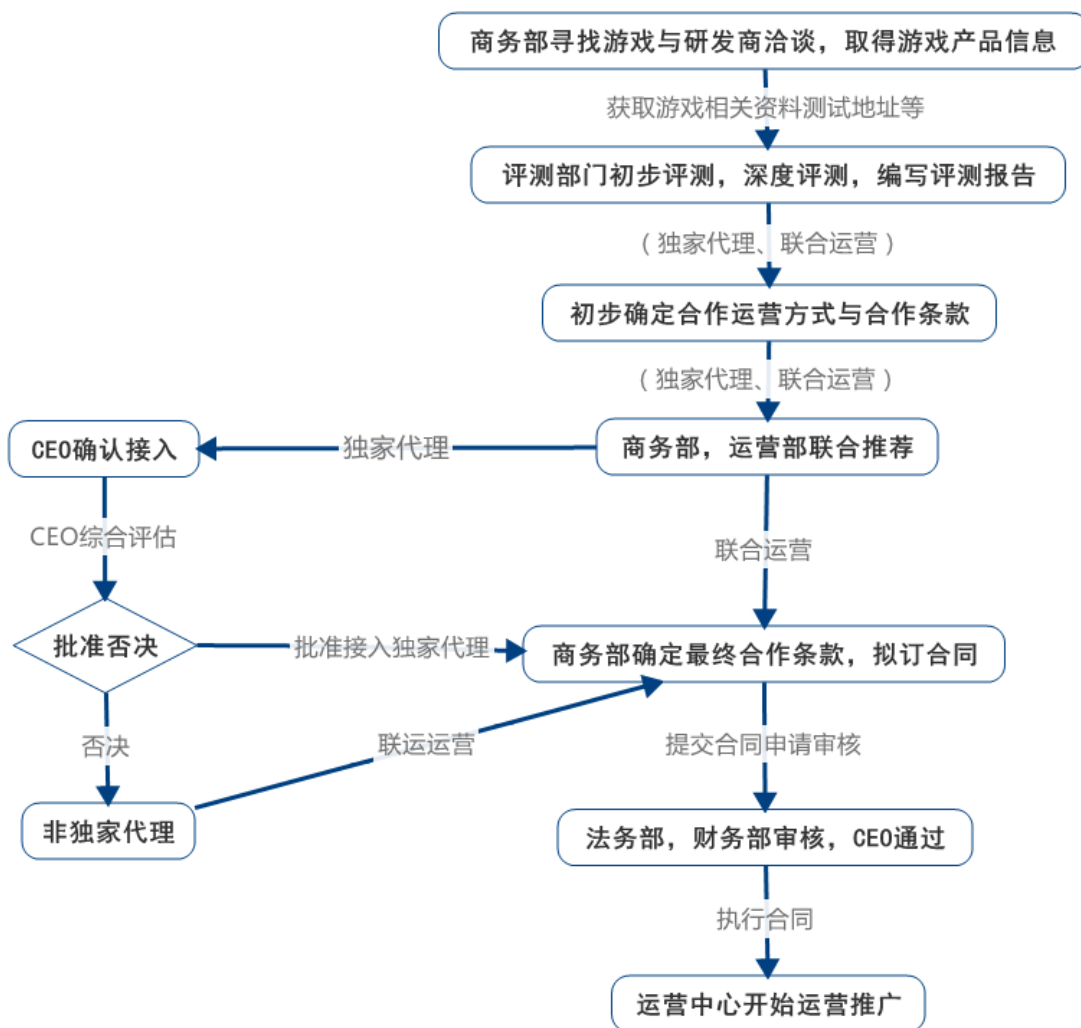 商务部寻找游戏与研发商洽谈，取得游戏产品信息
获取游戏相关资料测试地址等
评测部门初步评测，深度评测，编写评测报告
（独家代理、联合运营）
初步确定合作运营方式与合作条款
（独家代理、联合运营）
CEO确认接入
独家代理
商务部，运营部联合推荐
CEO综合评估
联合运营
批准否决
批准接入独家代理
商务部确定最终合作条款，拟订合同
否决
联运运营
提交合同申请审核
非独家代理
法务部，财务部审核，CEO通过
执行合同
运营中心开始运营推广